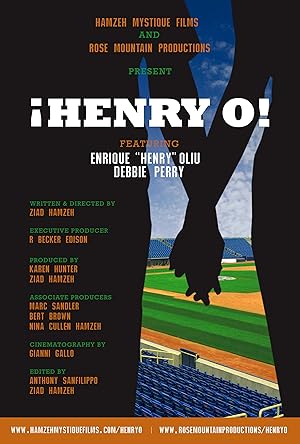 HAMZEH MYSTIQUE FILMS
AND
ROSE MOUNTAIN PRODUCTIONS
PRESENT
¡HENRY O!
FEATURING
ENRIQUE "HENRY" OLIU
DEBBIE PERRY
WRITTEN & DIRECTED BY
ZIAD HAMZEH
EXECUTIVE PRODUCER
R BECKER EDISON
PRODUCED BY
KAREN HUNTER
ZIAD HAMZEH
ASSOCIATE PRODUCERS
MARC SANDLER
BERT BROWN
NINA CULLEN HAMZEH
CINEMATOGRAPHY BY
GIANNI GALLO
EDITED BY
ANTHONY SANFILIPPO
ZIAD HAMZEH
WWW.HAMZEHMYSTIQUEFILMS.COM/HENRYO | WWW.ROSEMOUNTAINPRODUCTIONS/HENRYO